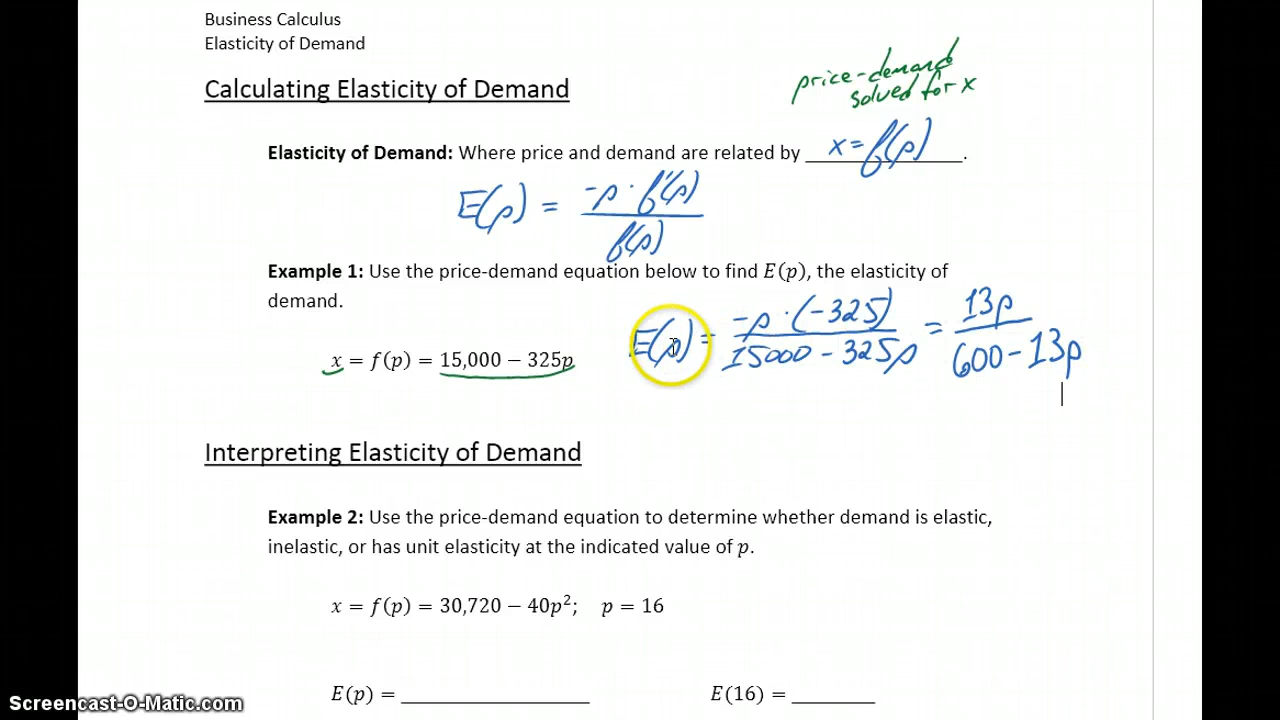 Business Calculus
Elasticity of Demand
price-demand
solved for x
Calculating Elasticity of Demand
Elasticity of Demand: Where price and demand are related by x = f(p).
E(p) = -p · f'(p) / f(p)
Example 1: Use the price-demand equation below to find E(p), the elasticity of
demand.
x = f(p) = 15,000 − 325p
E(p) = -p · (-325) / 15000 - 325p = 13p / 600 - 13p
Interpreting Elasticity of Demand
Example 2: Use the price-demand equation to determine whether demand is elastic,
inelastic, or has unit elasticity at the indicated value of p.
x = f(p) = 30,720 − 40p²; p = 16
E(p) = ____________ E(16) = ______
Screencast-O-Matic.com